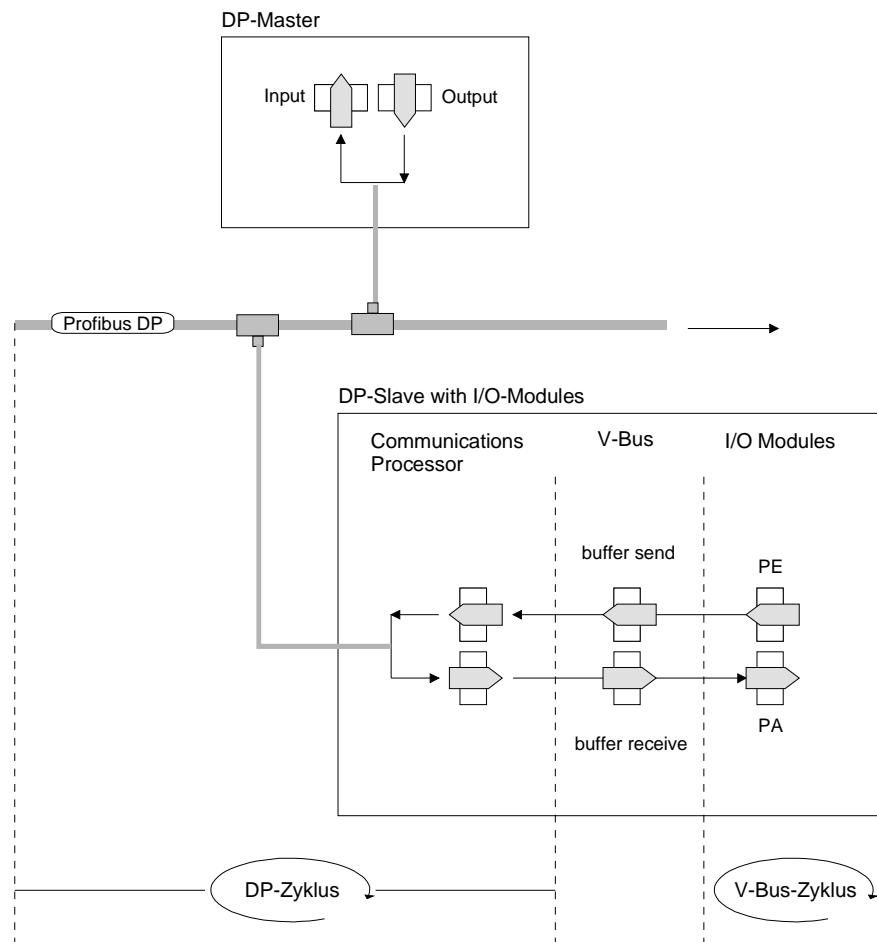 DP-Master
Input
Output
Profibus DP
DP-Slave with I/O-Modules
Communications
Processor
V-Bus
I/O Modules
buffer send
PE
buffer receive
PA
DP-Zyklus
V-Bus-Zyklus